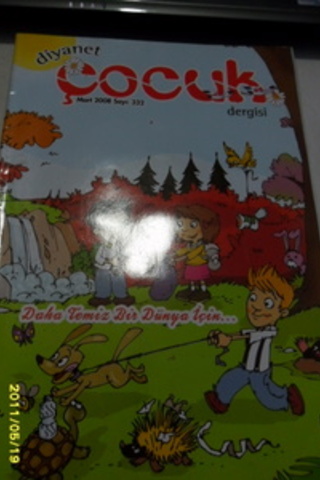 diyanet
çocuk
Mart 2008 Sayı: 333
dergisi
Daha Temiz Bir Dünya İçin...
2011/05/19